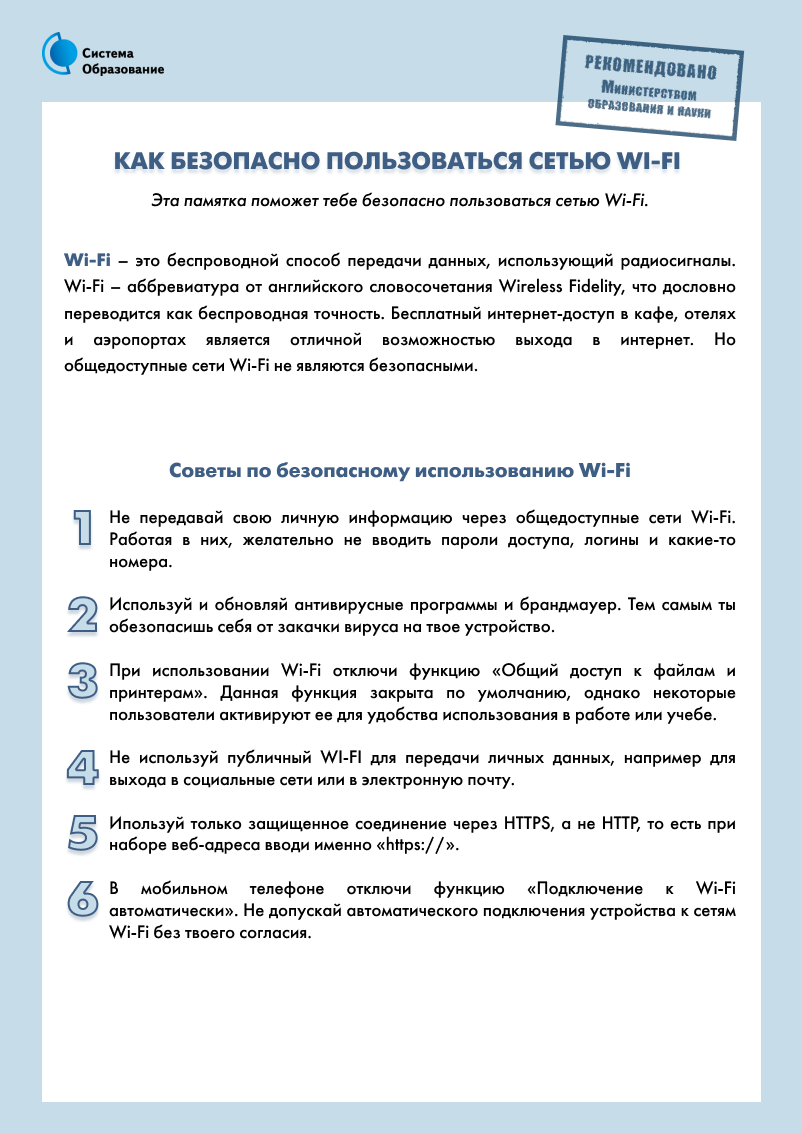 Система
Образование
РЕКОМЕНДОВАНО
Министерством
образования и науки
КАК БЕЗОПАСНО ПОЛЬЗОВАТЬСЯ СЕТЬЮ WI-FI
Эта памятка поможет тебе безопасно пользоваться сетью Wi-Fi.
Wi-Fi – это беспроводной способ передачи данных, использующий радиосигналы.
Wi-Fi – аббревиатура от английского словосочетания Wireless Fidelity, что дословно
переводится как беспроводная точность. Бесплатный интернет-доступ в кафе, отелях
и аэропортах является отличной возможностью выхода в интернет. Но
общедоступные сети Wi-Fi не являются безопасными.
Советы по безопасному использованию Wi-Fi
1 Не передавай свою личную информацию через общедоступные сети Wi-Fi.
Работая в них, желательно не вводить пароли доступа, логины и какие-то
номера.
2 Используй и обновляй антивирусные программы и брандмауер. Тем самым ты
обезопасишь себя от закачки вируса на твое устройство.
3 При использовании Wi-Fi отключи функцию «Общий доступ к файлам и
принтерам». Данная функция закрыта по умолчанию, однако некоторые
пользователи активируют ее для удобства использования в работе или учебе.
4 Не используй публичный WI-FI для передачи личных данных, например для
выхода в социальные сети или в электронную почту.
5 Ипользуй только защищенное соединение через HTTPS, а не HTTP, то есть при
наборе веб-адреса вводи именно «https://».
6 В мобильном телефоне отключи функцию «Подключение к Wi-Fi
автоматически». Не допускай автоматического подключения устройства к сетям
Wi-Fi без твоего согласия.